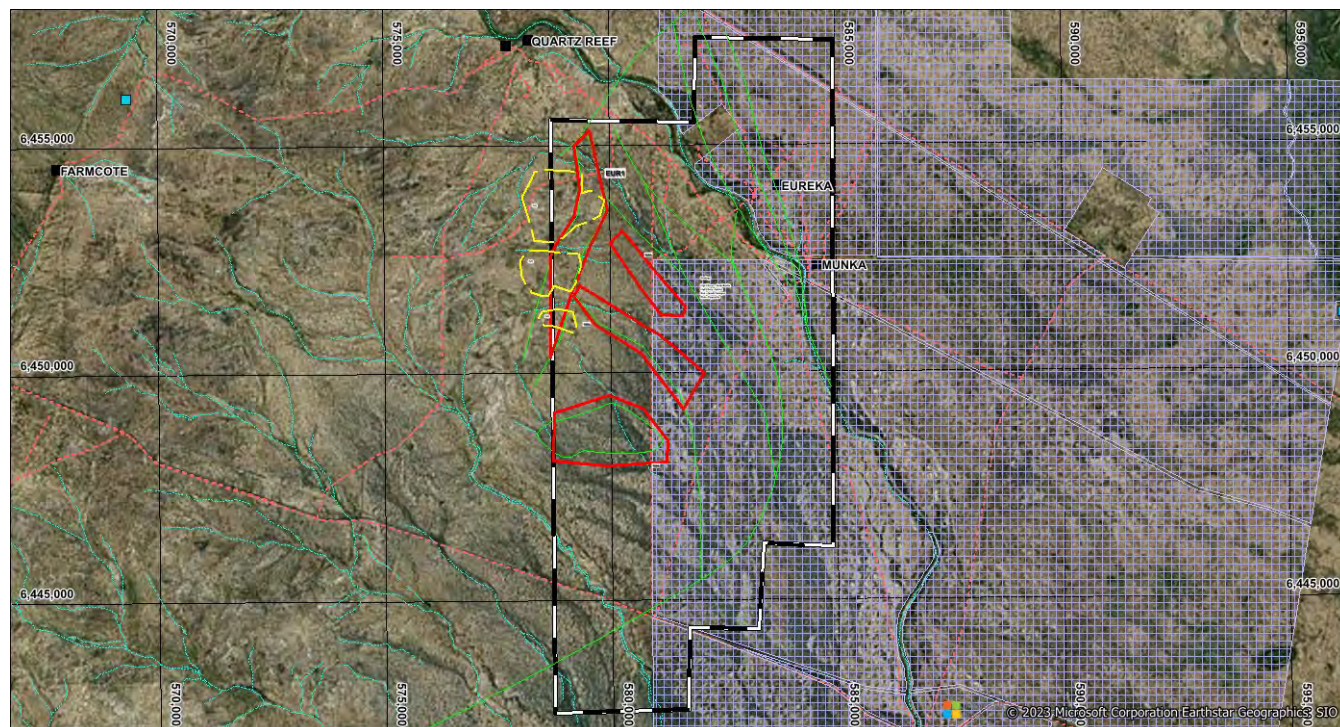 570,000
575,000
585,000
590,000
595,000
QUARTZ REEF
6,455,000
6,455,000
FARMCOTE
EUR1
EUREKA
MUNKA
6,450,000
6,450,000
6,445,000
6,445,000
570,000
575,000
580,000
585,000
© 2023 Microsoft Corporation Earthstar Geographics SIO